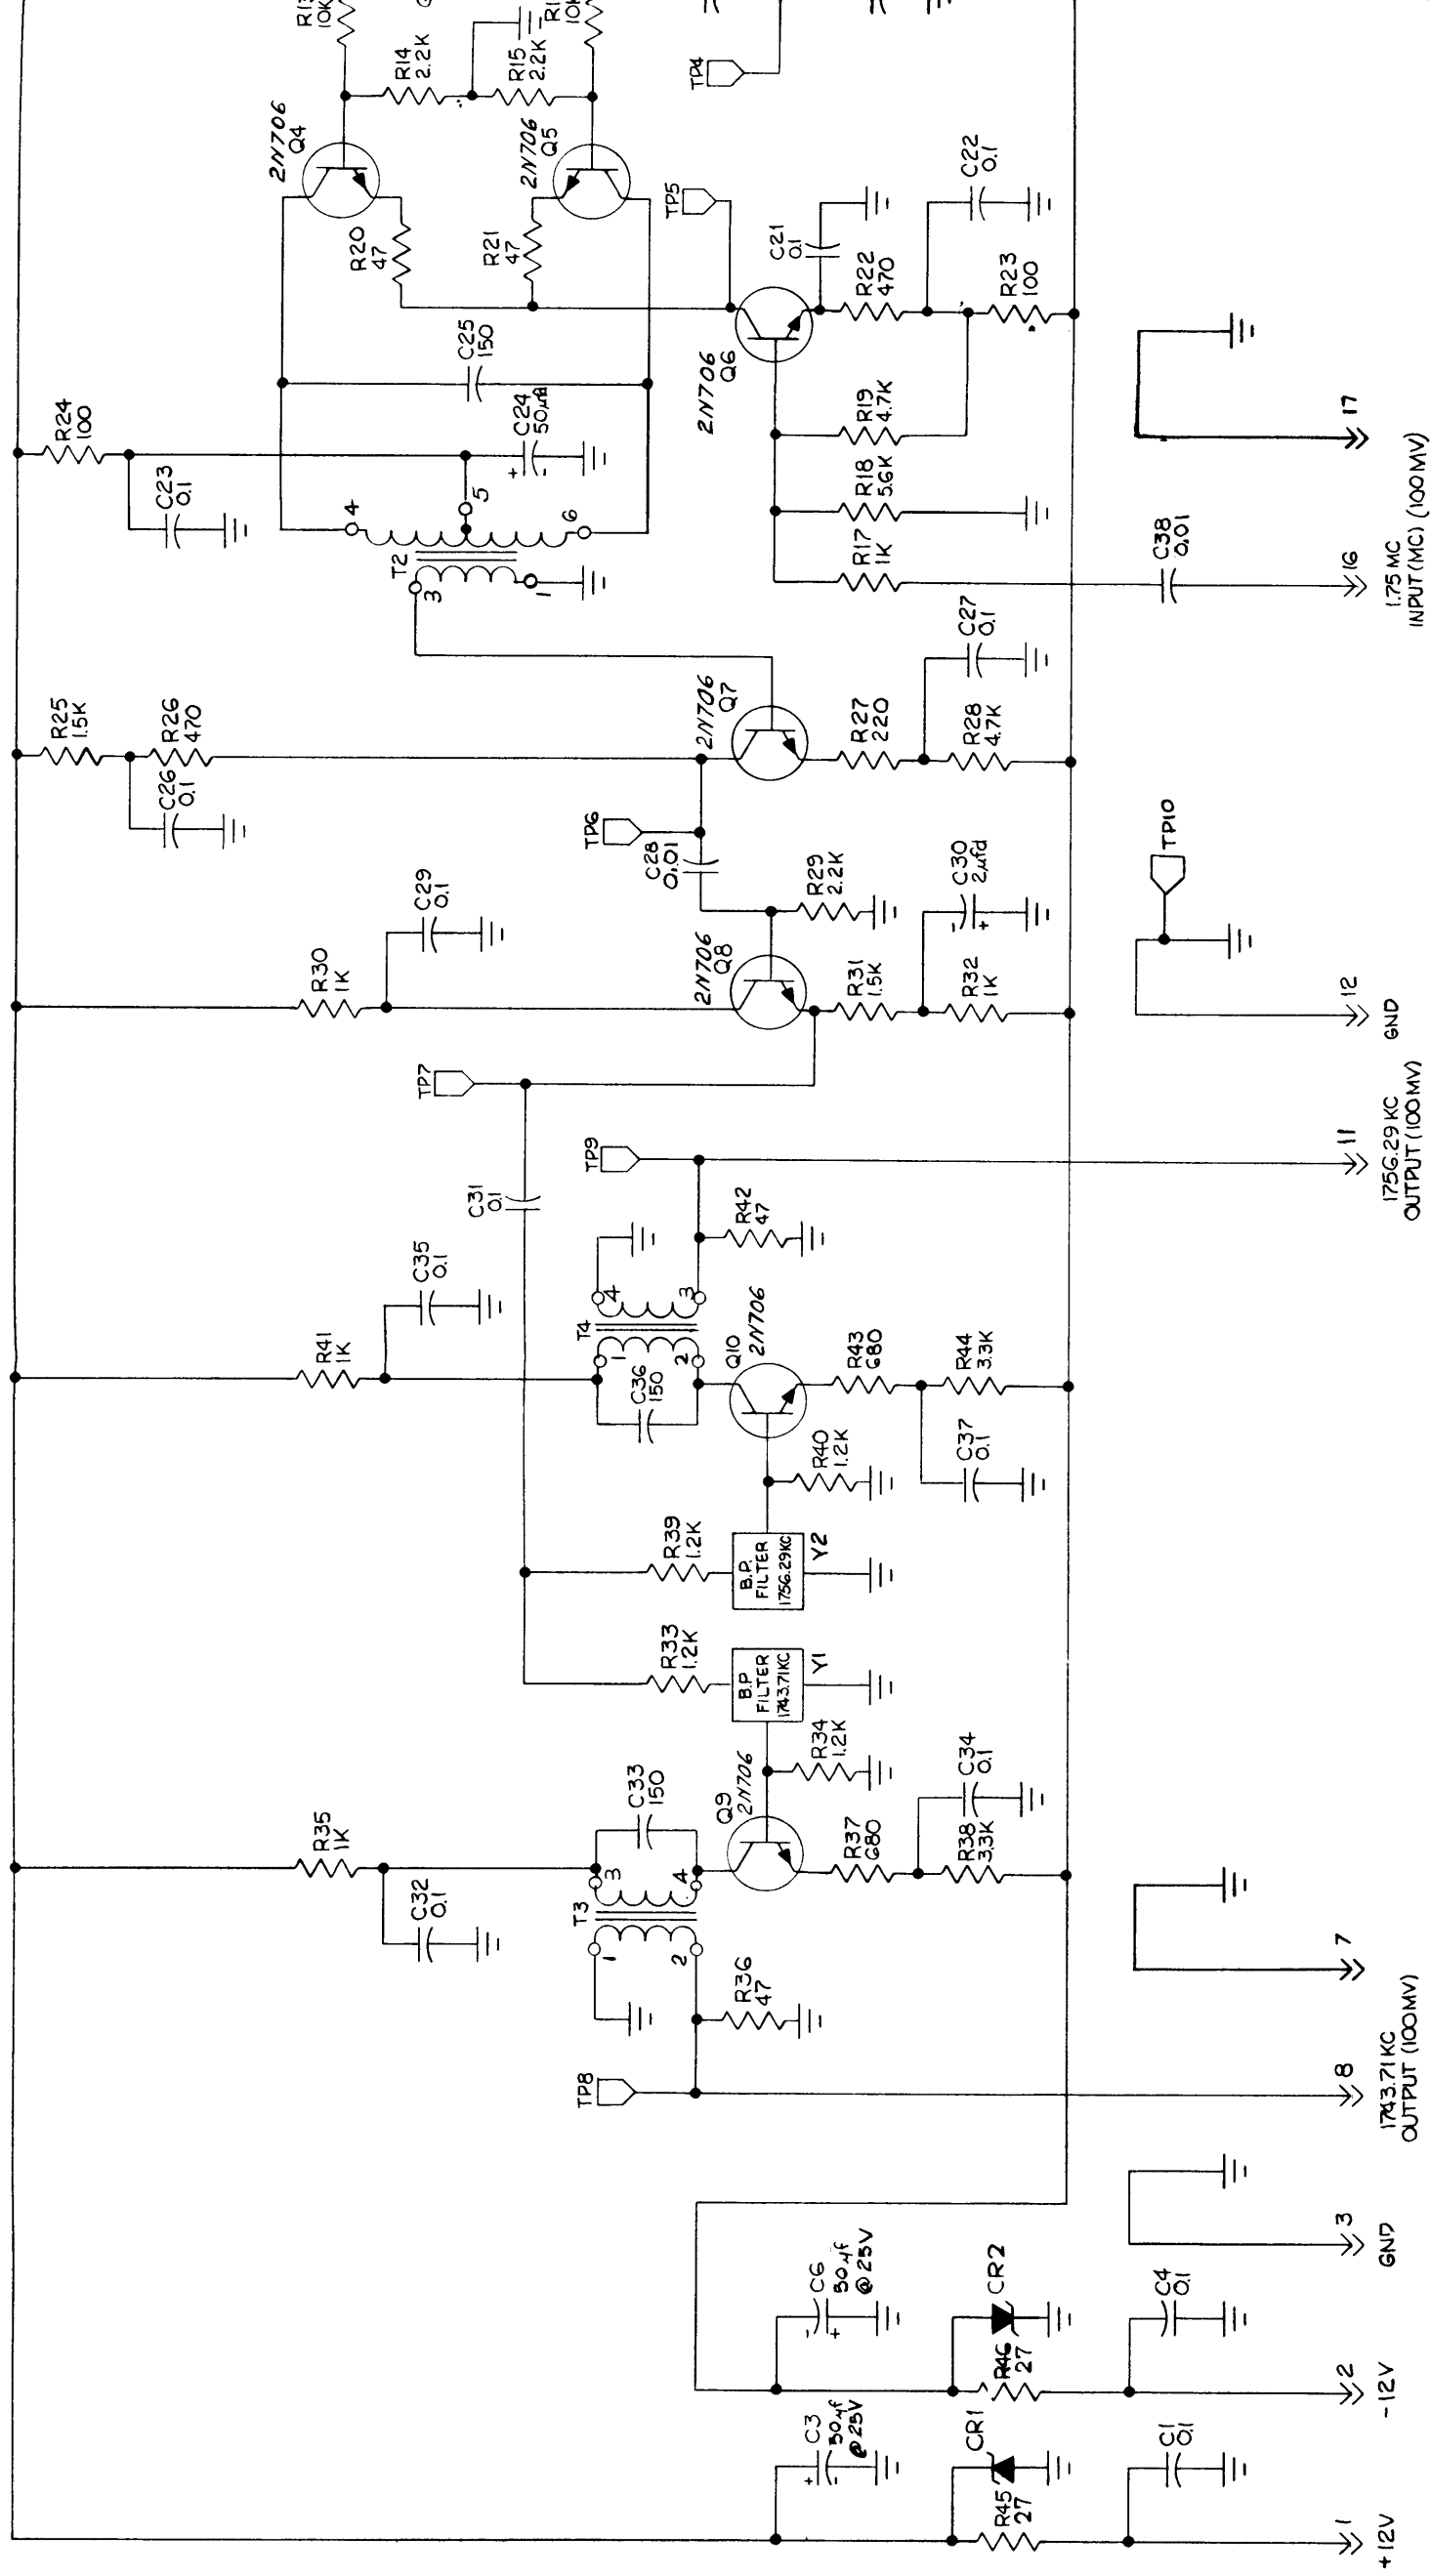 +12V
1
C1
0.1
R45
27
CR1
C3
50 μf
@ 25V
-12V
2
C4
0.1
R46
27
CR2
C6
50 μf
@ 25V
GND
3
1743.71 KC
OUTPUT (100MV)
8
7
TP8
R36
47
T3
1
2
3
4
C32
0.1
R35
1K
C33
150
Q9
2N706
R37
680
R38
3.3K
C34
0.1
R34
1.2K
B.P
FILTER
1743.71KC
Y1
R33
1.2K
B.P.
FILTER
1756.29KC
Y2
R39
1.2K
R40
1.2K
C37
0.1
R43
680
R44
3.3K
Q10
2N706
C36
150
T4
1
2
4
3
R41
1K
C35
0.1
R42
47
TP9
1756.29 KC
OUTPUT (100MV)
11
C31
0.1
TP7
GND
12
TP10
R30
1K
C29
0.1
2N706
Q8
R31
1.5K
R32
1K
C30
2μfd
R29
2.2K
C28
0.01
TP6
C26
0.1
R25
1.5K
R26
470
2N706
Q7
R27
220
R28
4.7K
C27
0.1
1.75 MC
INPUT (MC) (100MV)
16
17
C38
0.01
R17
1K
R18
5.6K
R19
4.7K
T2
3
1
4
5
6
C23
0.1
R24
100
C24
50μfd
C25
150
2N706
Q6
C21
0.1
R22
470
R23
100
C22
0.1
TP5
R20
47
R21
47
2N706
Q4
2N706
Q5
R14
2.2K
R15
2.2K
R13
10K
10K
TP4